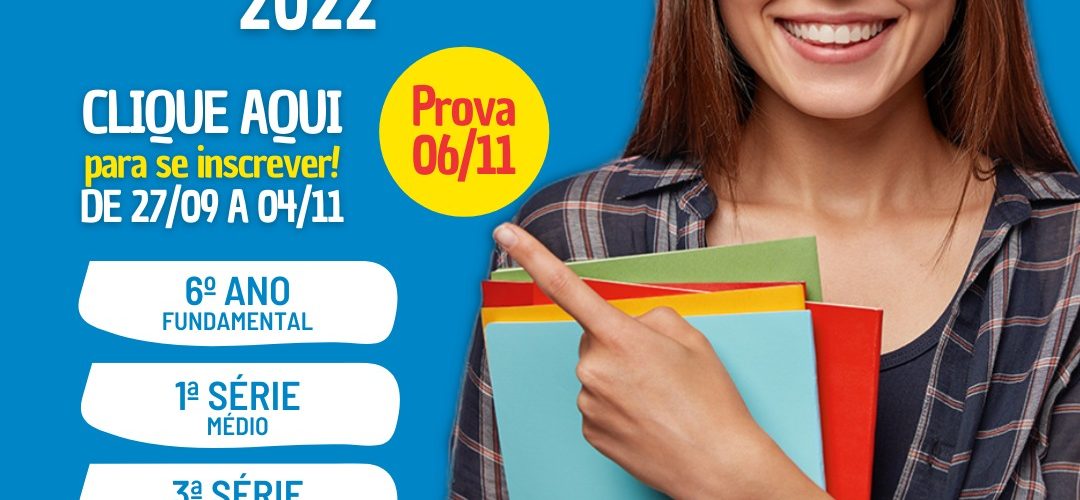 2022
CLIQUE AQUI
para se inscrever!
DE 27/09 A 04/11
Prova
06/11
6º ANO
FUNDAMENTAL
1ª SÉRIE
MÉDIO
3ª SÉRIE